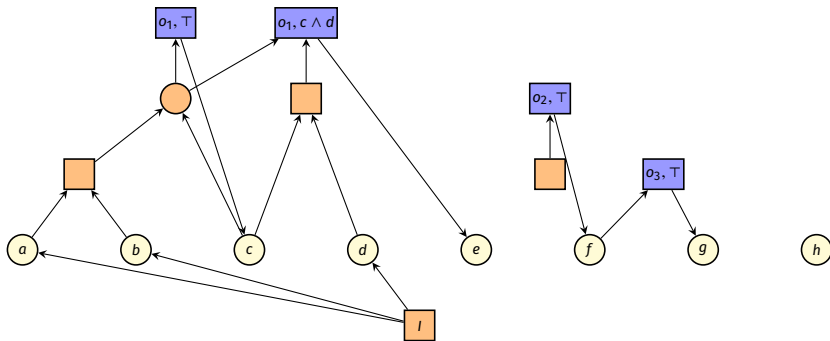 o₁, ⊤
o₁, c ∧ d
o₂, ⊤
o₃, ⊤
a
b
c
d
e
f
g
h
I